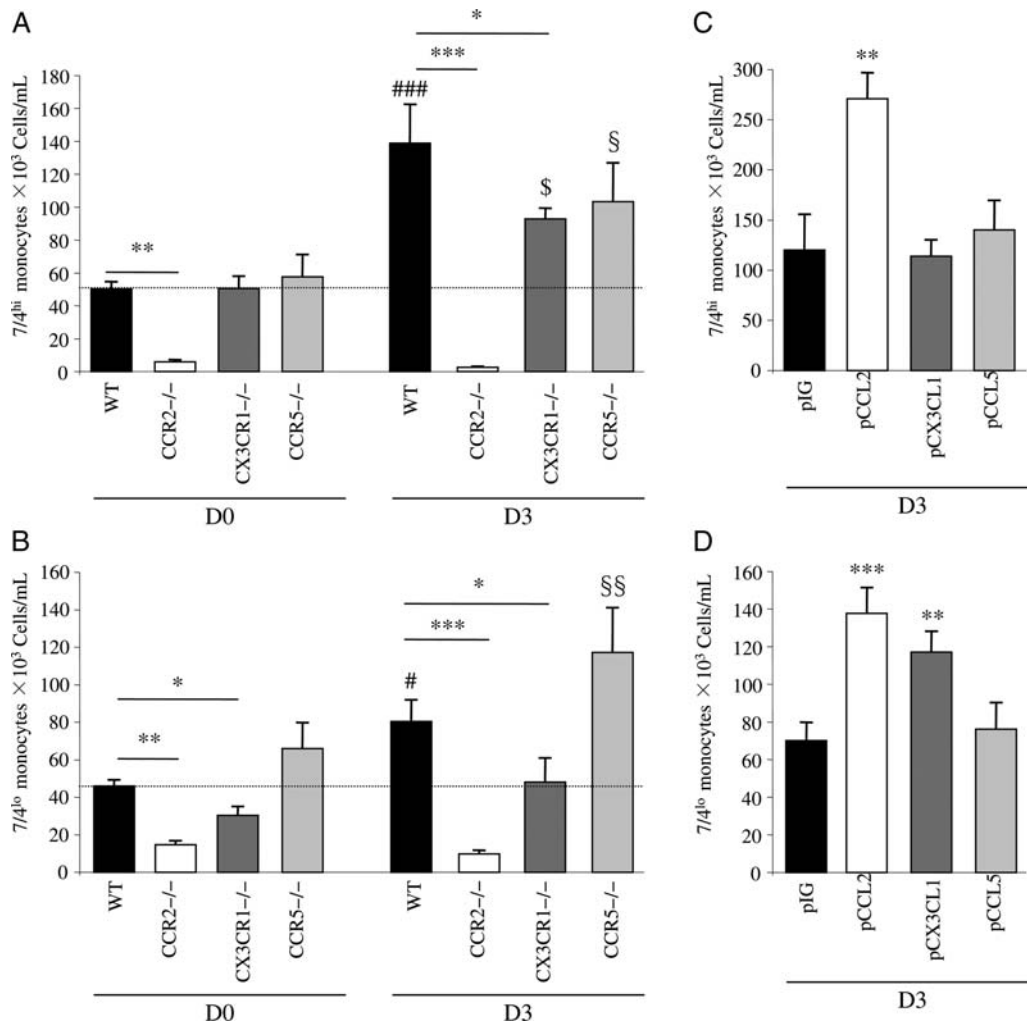 A
7/4hi monocytes ×10³ Cells/mL
180
160
140
120
100
80
60
40
20
0
**
###
***
*
$
§
WT
CCR2−/−
CX3CR1−/−
CCR5−/−
WT
CCR2−/−
CX3CR1−/−
CCR5−/−
D0
D3
C
7/4hi monocytes ×10³ Cells/mL
300
250
200
150
100
50
0
**
pIG
pCCL2
pCX3CL1
pCCL5
D3
B
7/4lo monocytes ×10³ Cells/mL
160
140
120
100
80
60
40
20
0
*
**
#
*
***
§§
WT
CCR2−/−
CX3CR1−/−
CCR5−/−
WT
CCR2−/−
CX3CR1−/−
CCR5−/−
D0
D3
D
7/4lo monocytes ×10³ Cells/mL
160
140
120
100
80
60
40
20
0
***
**
pIG
pCCL2
pCX3CL1
pCCL5
D3